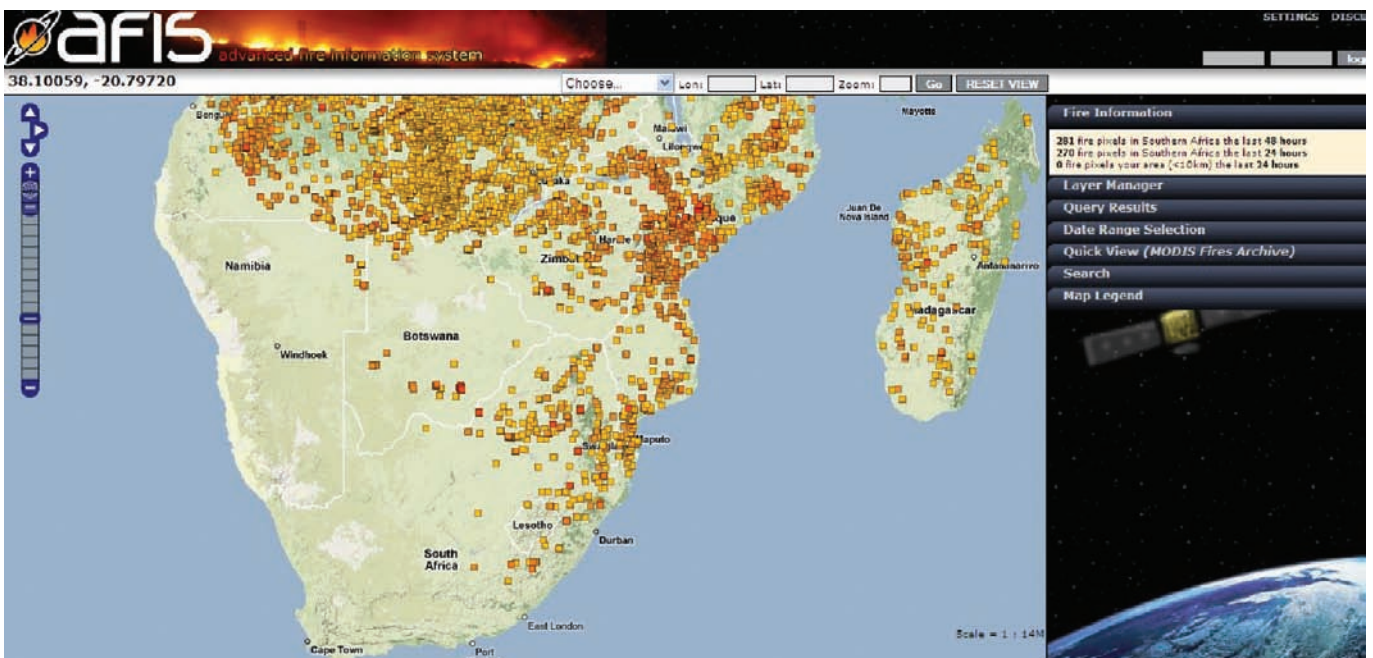 SETTINGS
afis
advanced fire information system
38.10059, -20.79720
Choose...
Lon:
Lat:
Zoom:
Go
RESET VIEW
Fire Information
281 fire pixels in Southern Africa the last 48 hours
270 fire pixels in Southern Africa the last 24 hours
0 fire pixels your area (<10km) the last 24 hours
Layer Manager
Query Results
Date Range Selection
Quick View (MODIS Fires Archive)
Search
Map Legend
Mayotte
Juan De
Nova Island
Antananarivo
Namibia
Windhoek
Botswana
Maputo
Lesotho
Durban
South
Africa
East London
Cape Town
Port
Scale = 1 : 14M